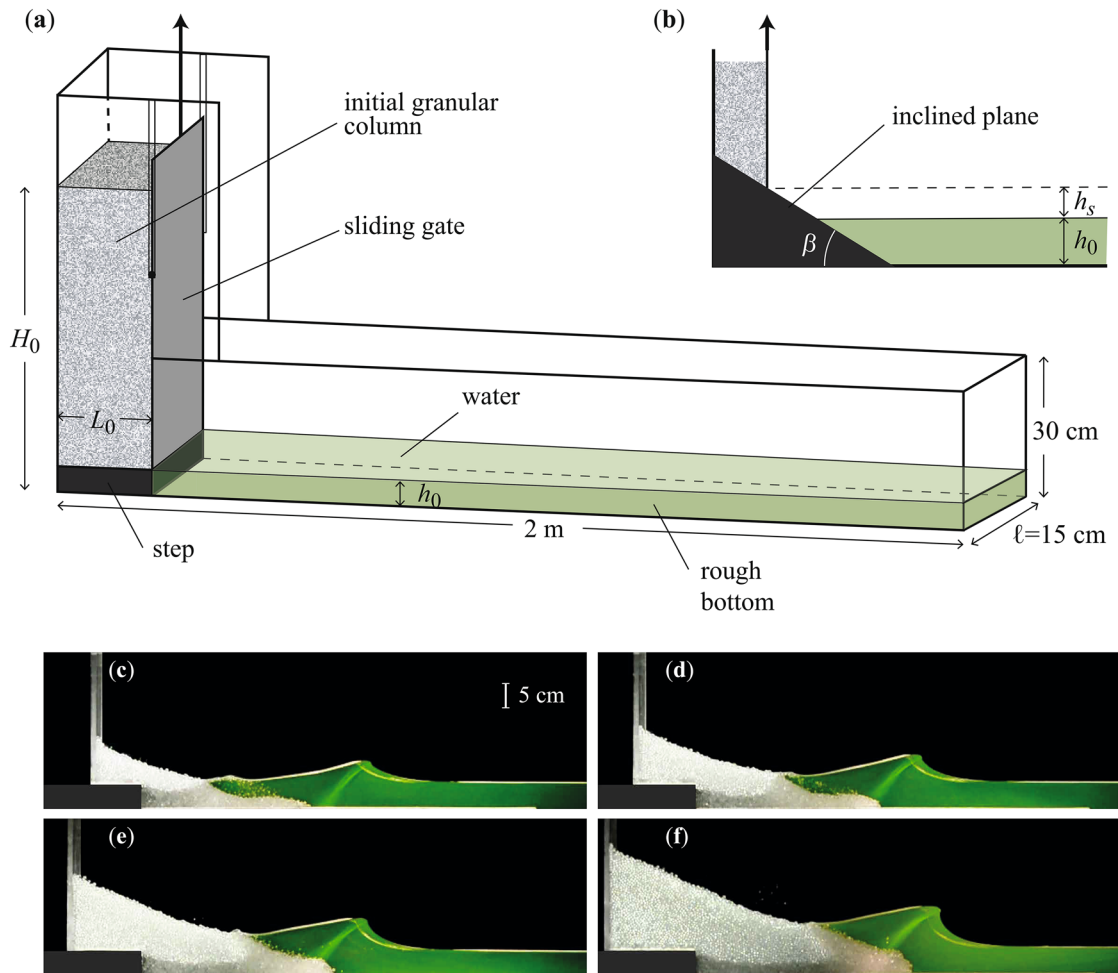 (a)
(b)
initial granular
column
inclined plane
sliding gate
hₛ
h₀
β
H₀
L₀
water
30 cm
h₀
2 m
ℓ=15 cm
step
rough
bottom
(c)
5 cm
(d)
(e)
(f)